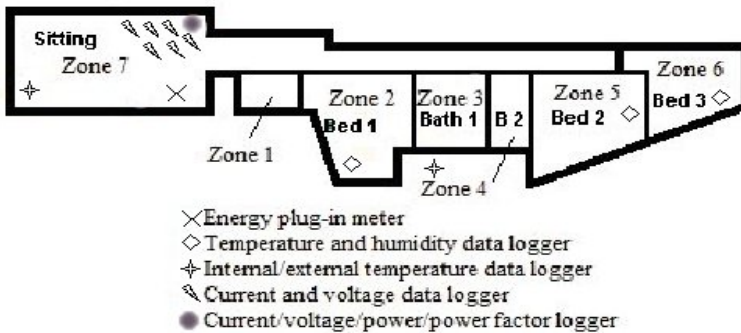 Sitting
Zone 7
Zone 6
Zone 2
Zone 3
Zone 5
Bed 1
Bath 1
B 2
Bed 2
Bed 3
Zone 1
Zone 4
Energy plug-in meter
Temperature and humidity data logger
Internal/external temperature data logger
Current and voltage data logger
Current/voltage/power/power factor logger